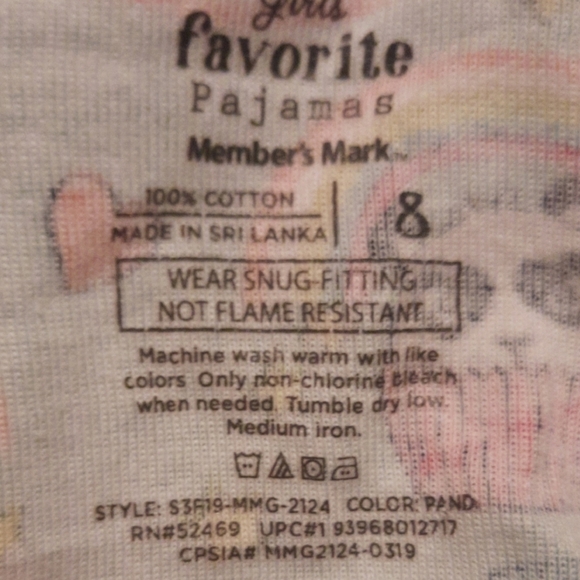 girls
favorite
Pajamas
Member's Mark™
100% COTTON
MADE IN SRI LANKA
8
WEAR SNUG-FITTING
NOT FLAME RESISTANT
Machine wash warm with like
colors. Only non-chlorine bleach
when needed. Tumble dry low.
Medium iron.
STYLE: S3F19-MMG-2124 COLOR: PAND
RN#52469 UPC#1 93968012717
CPSIA# MMG2124-0319